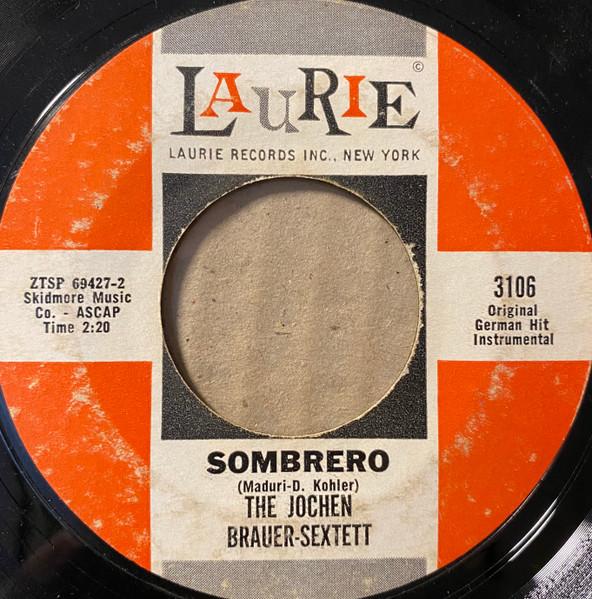 LAuRIE ©
LAURIE RECORDS INC., NEW YORK
ZTSP 69427-2
Skidmore Music
Co. - ASCAP
Time 2:20
3106
Original
German Hit
Instrumental
SOMBRERO
(Maduri-D. Kohler)
THE JOCHEN
BRAUER-SEXTETT